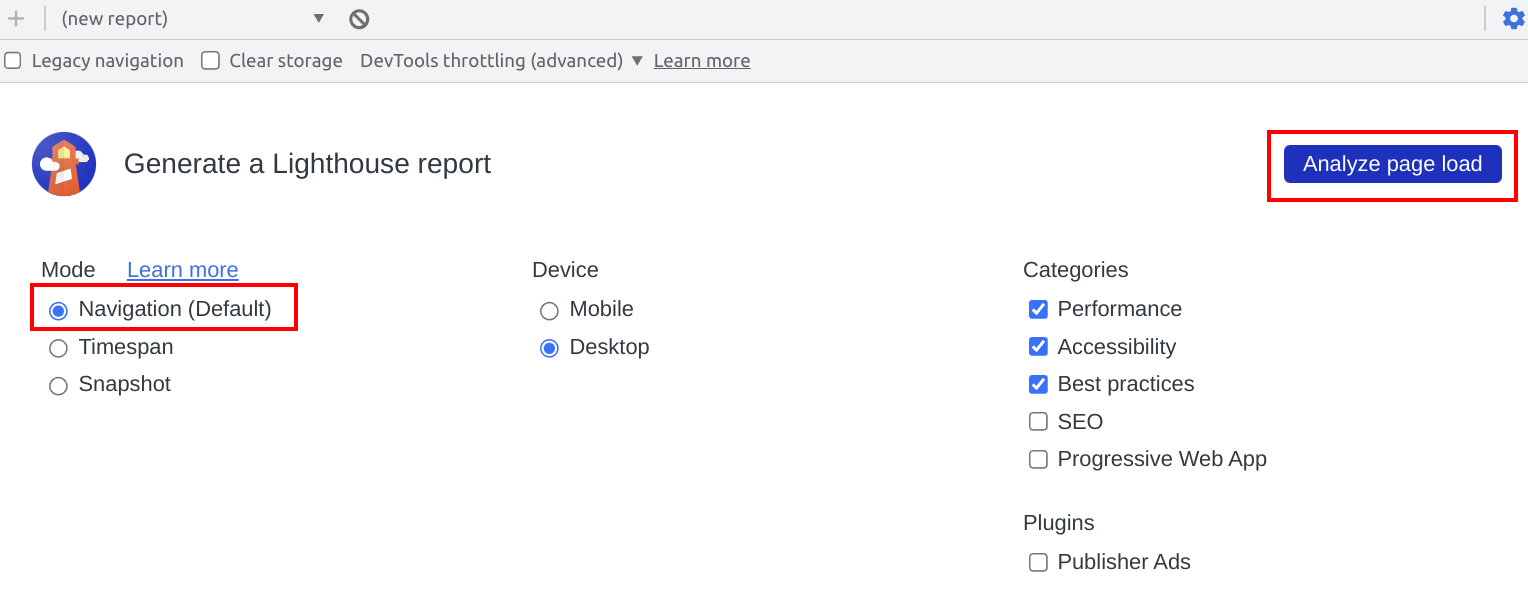 (new report)
Legacy navigation Clear storage DevTools throttling (advanced) Learn more
Generate a Lighthouse report
Analyze page load
Mode Learn more
Navigation (Default)
Timespan
Snapshot
Device
Mobile
Desktop
Categories
Performance
Accessibility
Best practices
SEO
Progressive Web App
Plugins
Publisher Ads